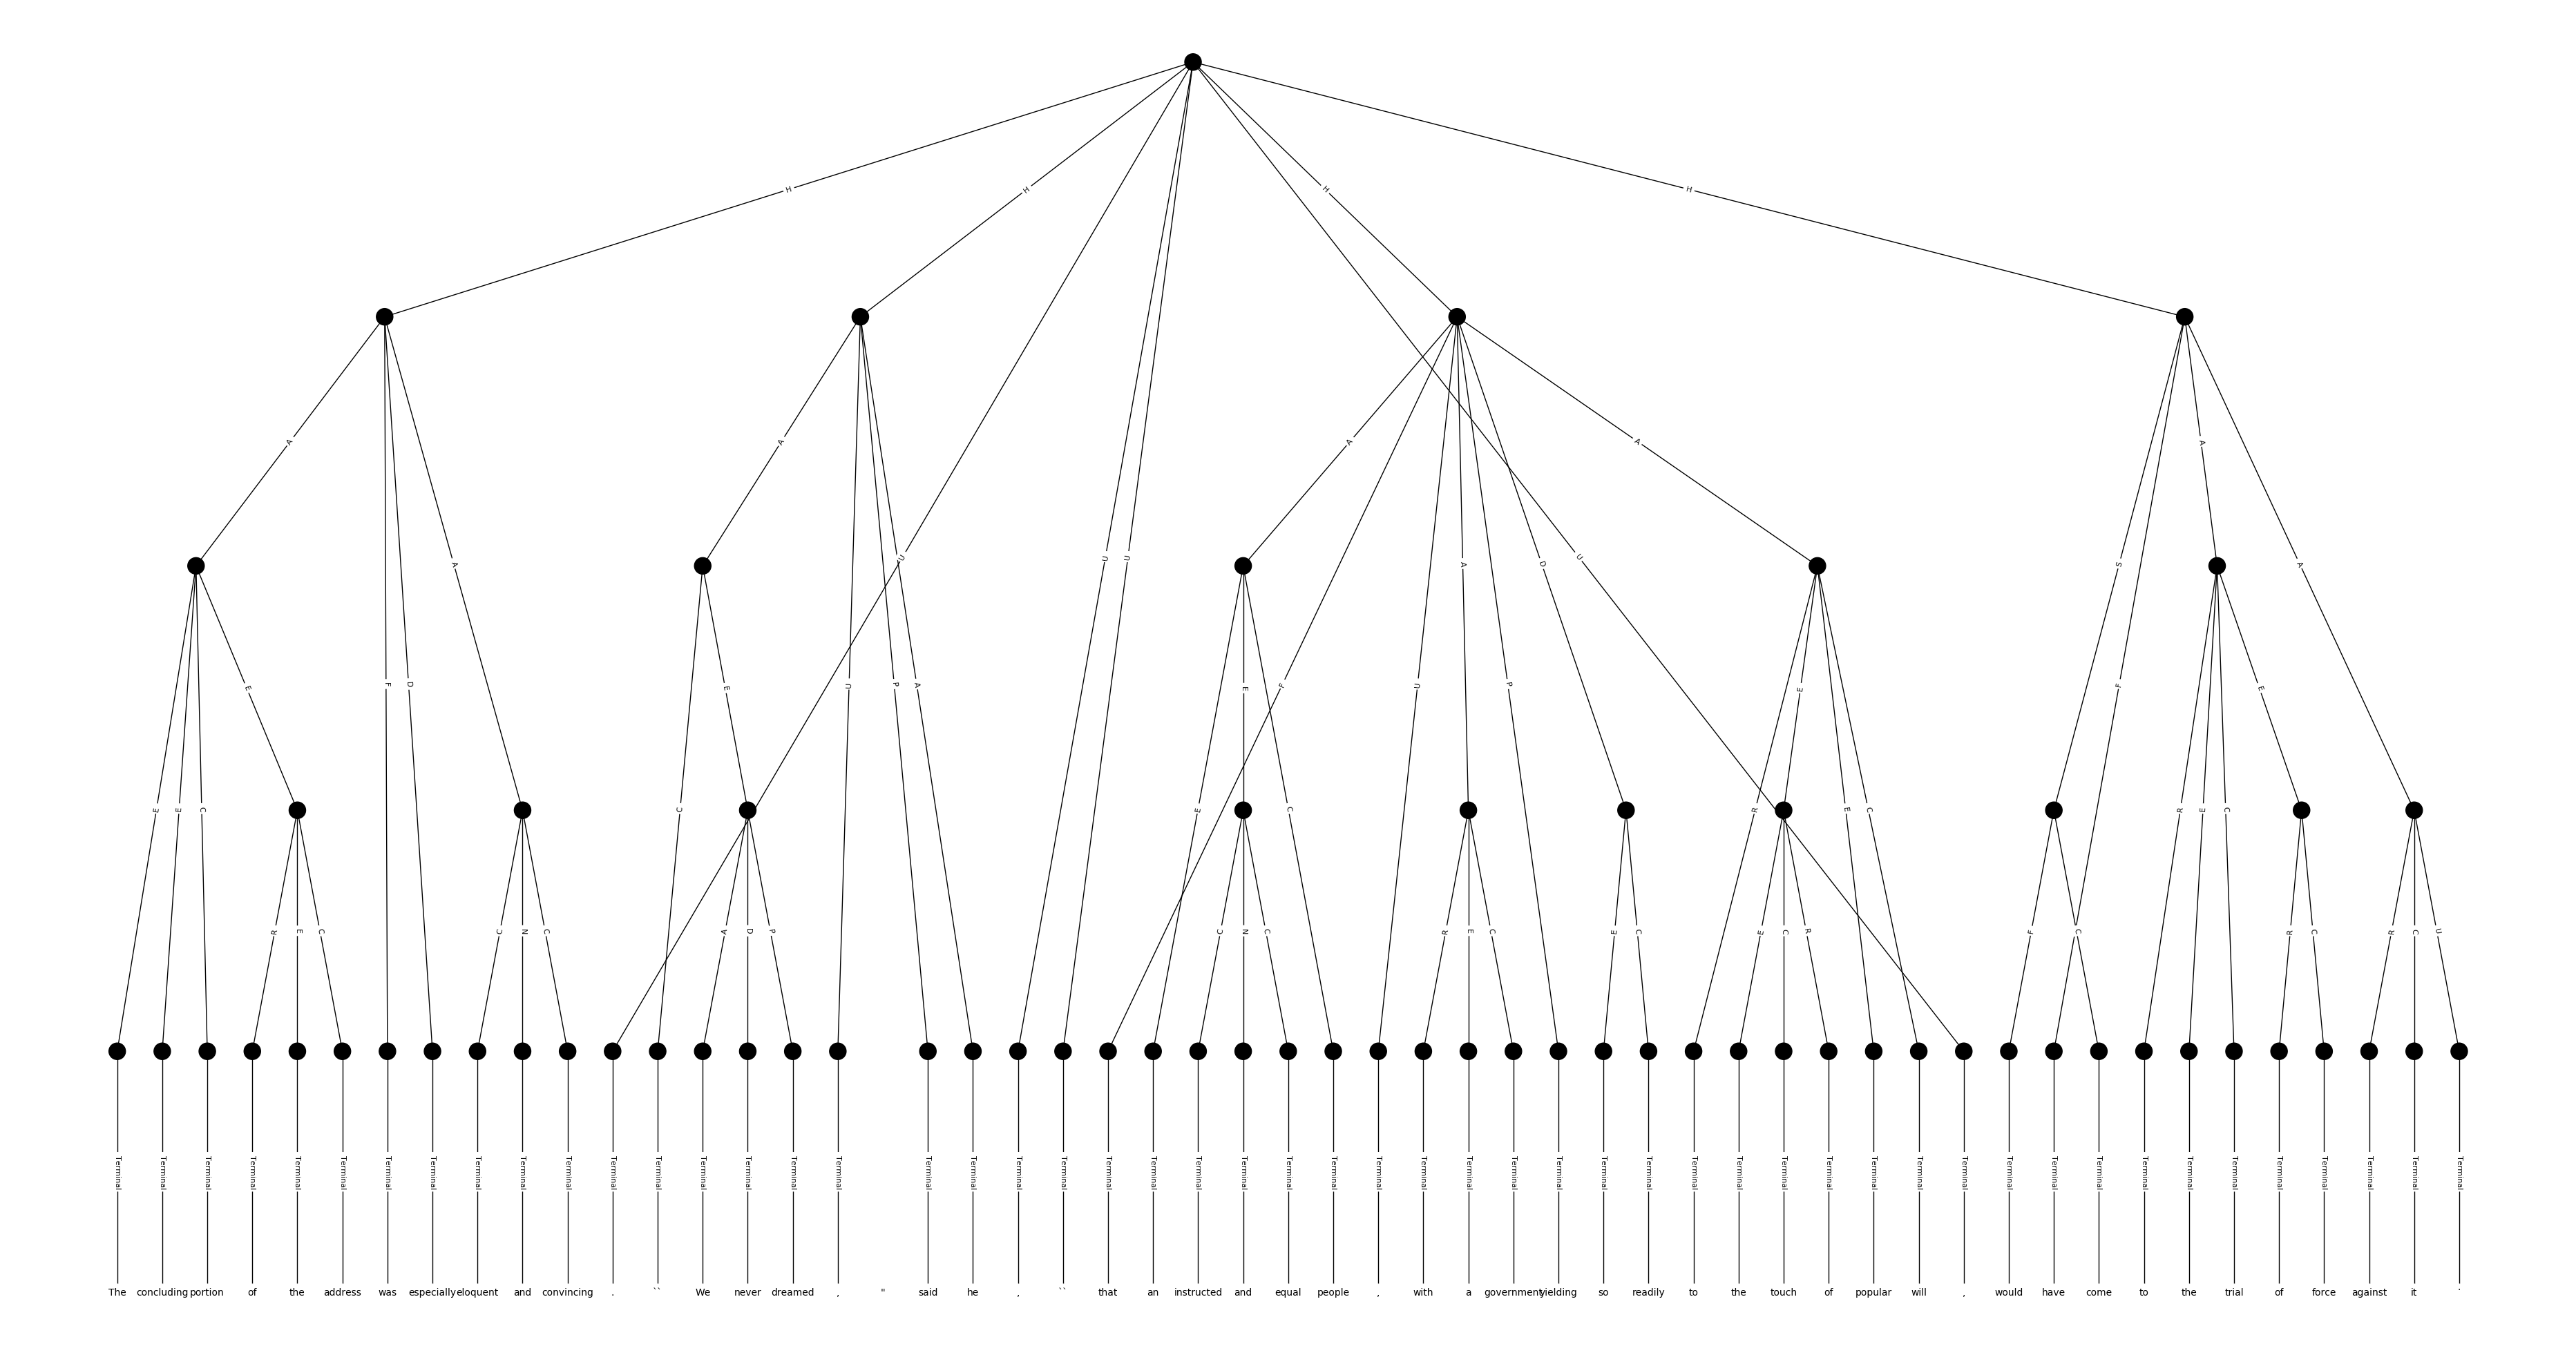 H H H H
A A A A A S
A U U U A D U A
E F D E U P A E F U P E F E
E E C C E C R E C R E C
R E C C N C A D P C N C R E C E C E C R F C R C R C U
Terminal Terminal Terminal Terminal Terminal Terminal Terminal Terminal Terminal Terminal Terminal Terminal Terminal Terminal Terminal Terminal Terminal Terminal Terminal Terminal Terminal Terminal Terminal Terminal Terminal Terminal Terminal Terminal Terminal Terminal Terminal Terminal Terminal Terminal Terminal Terminal Terminal Terminal Terminal Terminal Terminal Terminal Terminal Terminal Terminal Terminal Terminal Terminal Terminal Terminal Terminal Terminal
The concluding portion of the address was especially eloquent and convincing . `` We never dreamed , " said he , `` that an instructed and equal people , with a government yielding so readily to the touch of popular will , would have come to the trial of force against it .